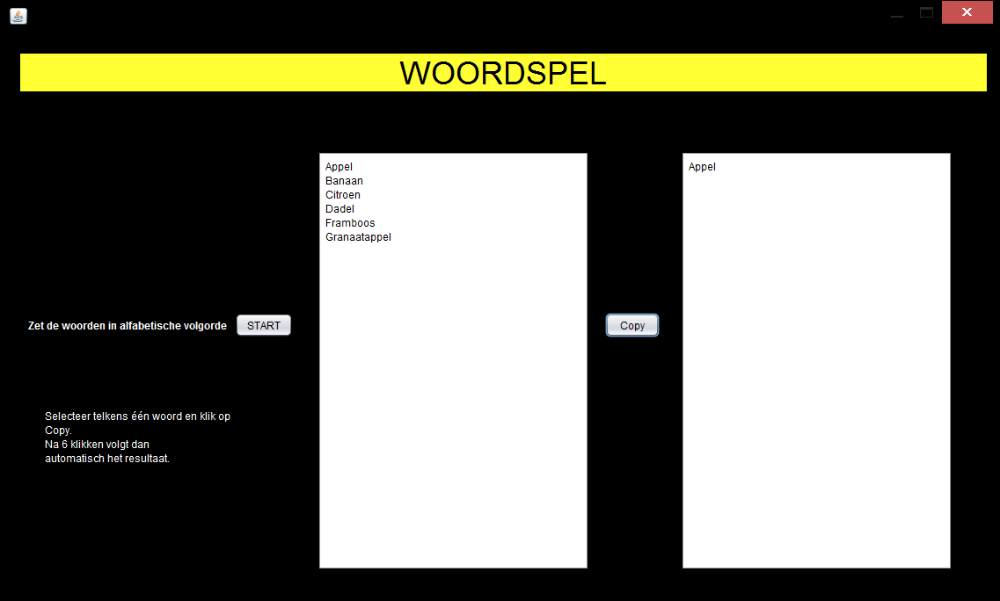 WOORDSPEL
Zet de woorden in alfabetische volgorde
START
Selecteer telkens één woord en klik op
Copy.
Na 6 klikken volgt dan
automatisch het resultaat.
Appel
Banaan
Citroen
Dadel
Framboos
Granaatappel
Copy
Appel